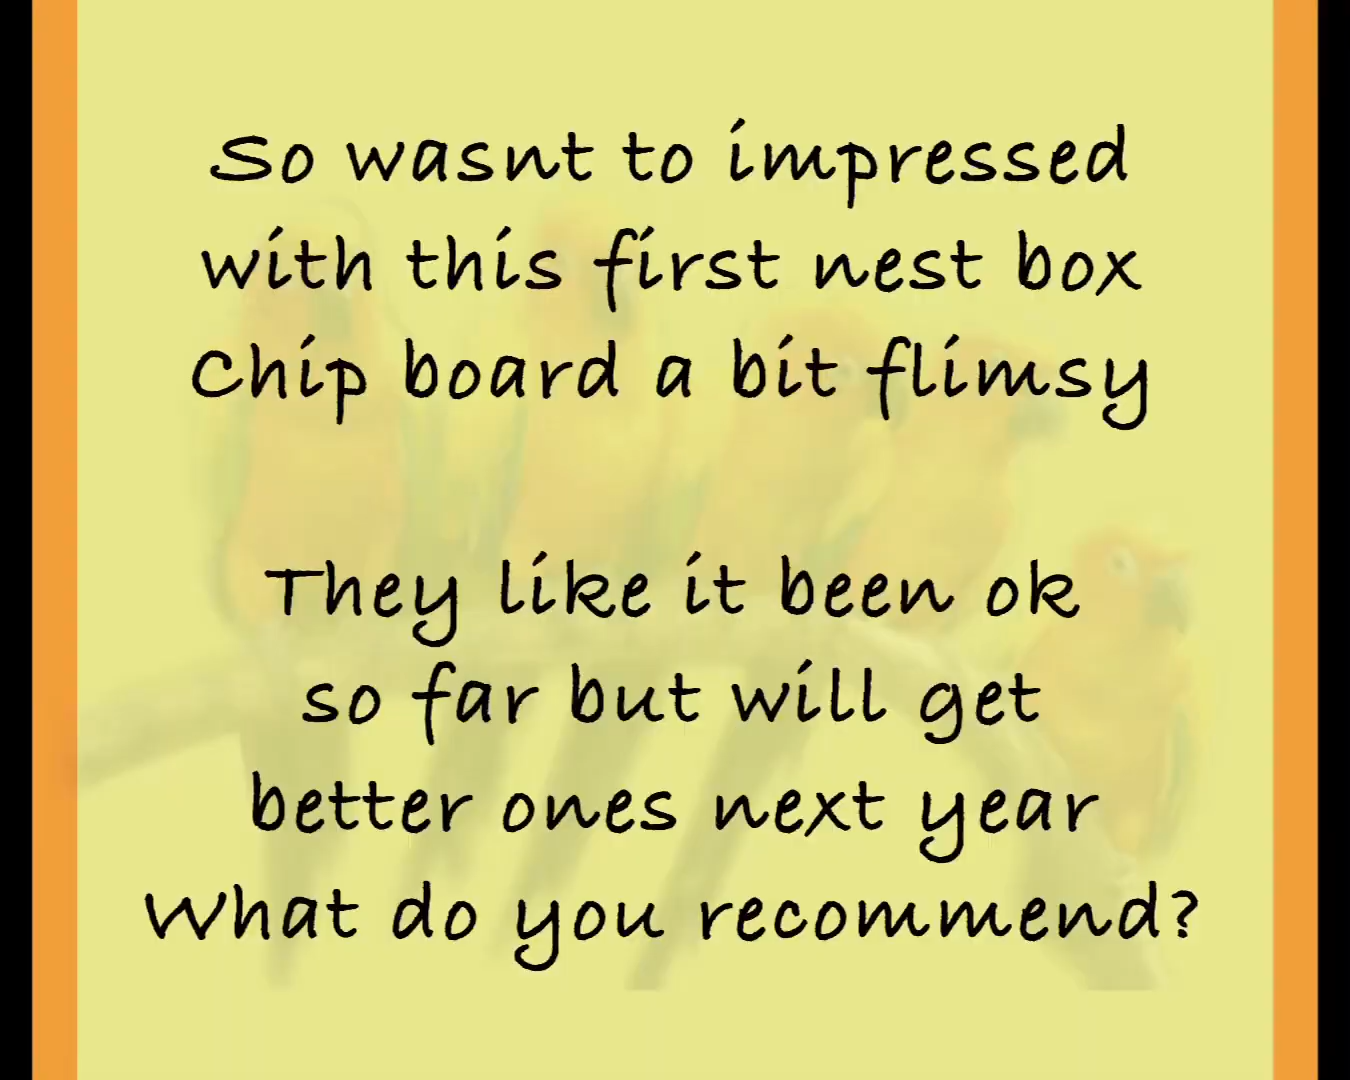 So wasnt to impressed
with this first nest box
Chip board a bit flimsy
They like it been ok
so far but will get
better ones next year
What do you recommend?